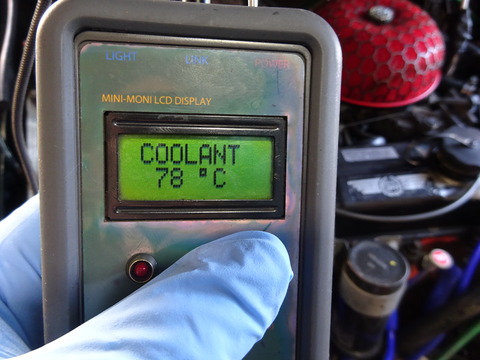 LIGHT LINK POWER
MINI-MONI LCD DISPLAY
COOLANT
78 °C